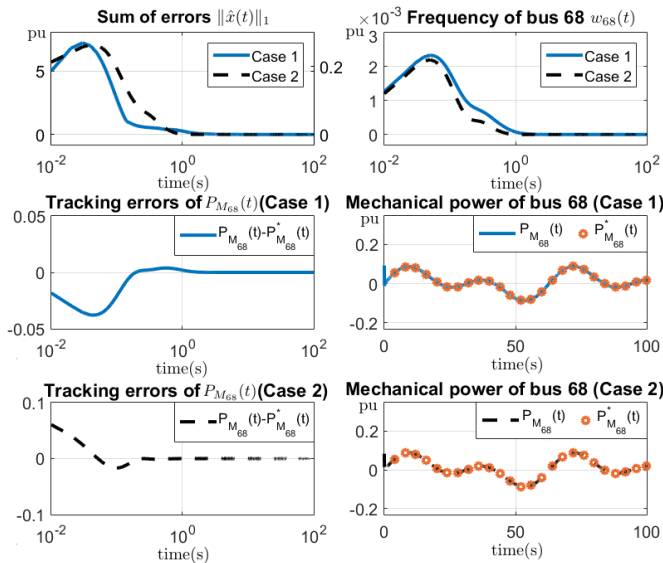 Sum of errors ‖x̂(t)‖₁
pu
5
0
0.2
0
Case 1
Case 2
10⁻² 10⁰ 10²
time(s)
×10⁻³ Frequency of bus 68 w₆₈(t)
pu
3
2
1
0
Case 1
Case 2
10⁻² 10⁰ 10²
time(s)
Tracking errors of P_{M₆₈}(t)(Case 1)
0.05
0
-0.05
P_{M₆₈}(t)-P*_{M₆₈}(t)
10⁻² 10⁰ 10²
time(s)
Mechanical power of bus 68 (Case 1)
pu
0.2
0
-0.2
P_{M₆₈}(t) P*_{M₆₈}(t)
0 50 100
time(s)
Tracking errors of P_{M₆₈}(t)(Case 2)
0.1
0
-0.1
P_{M₆₈}(t)-P*_{M₆₈}(t)
10⁻² 10⁰ 10²
time(s)
Mechanical power of bus 68 (Case 2)
pu
0.2
0
-0.2
P_{M₆₈}(t) P*_{M₆₈}(t)
0 50 100
time(s)